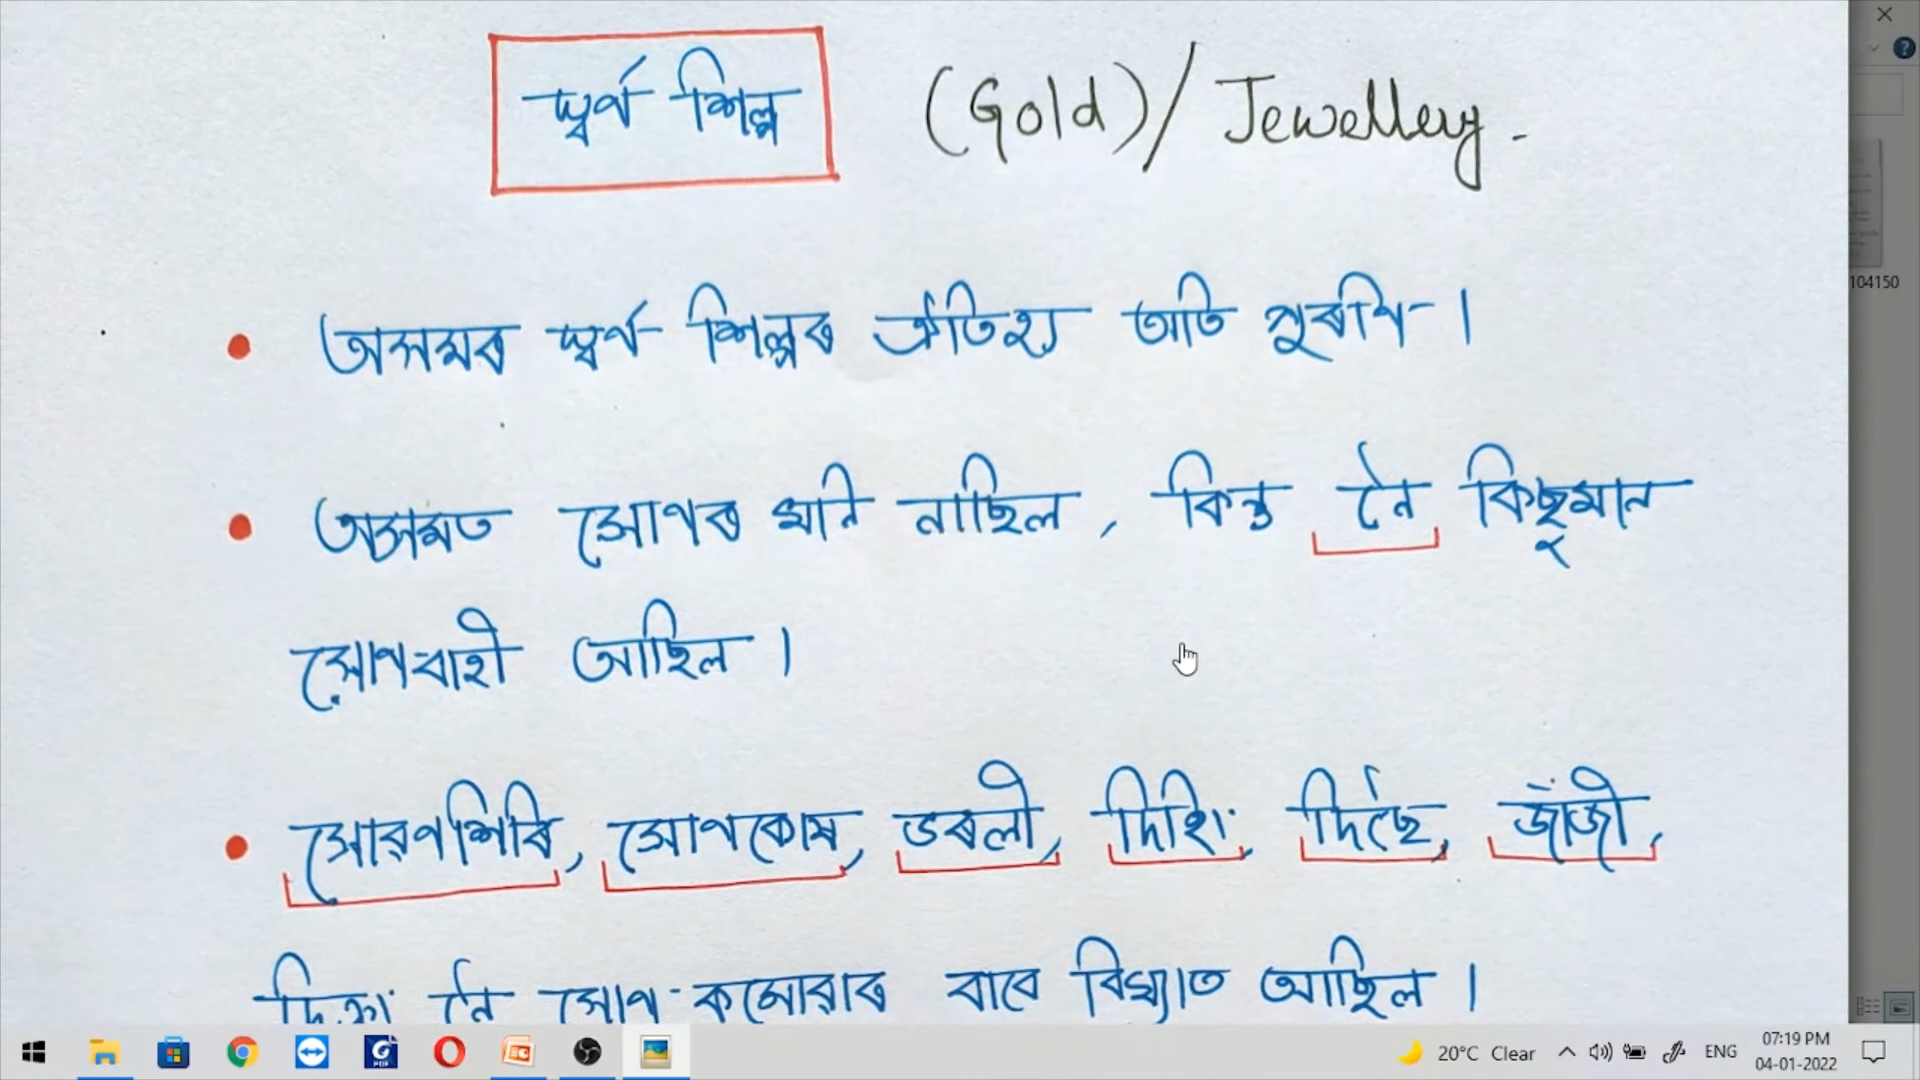 স্বৰ্ণ শিল্প (Gold)/Jewellery.
অসমৰ স্বৰ্ণ শিল্পৰ ঐতিহ্য অতি পুৰণি।
104150
অসমত সোণৰ খনি নাছিল, কিন্তু নৈ কিছুমান
সোণবাহী আছিল।
সোৱণশিৰি, সোণকোষ, ভৰলী, দিহিং, দিচৈ, জাঁজী,
দিক্ৰং নৈ সোণ-কমোৱাৰ বাবে বিখ্যাত আছিল।
20°C Clear ENG 07:19 PM
04-01-2022